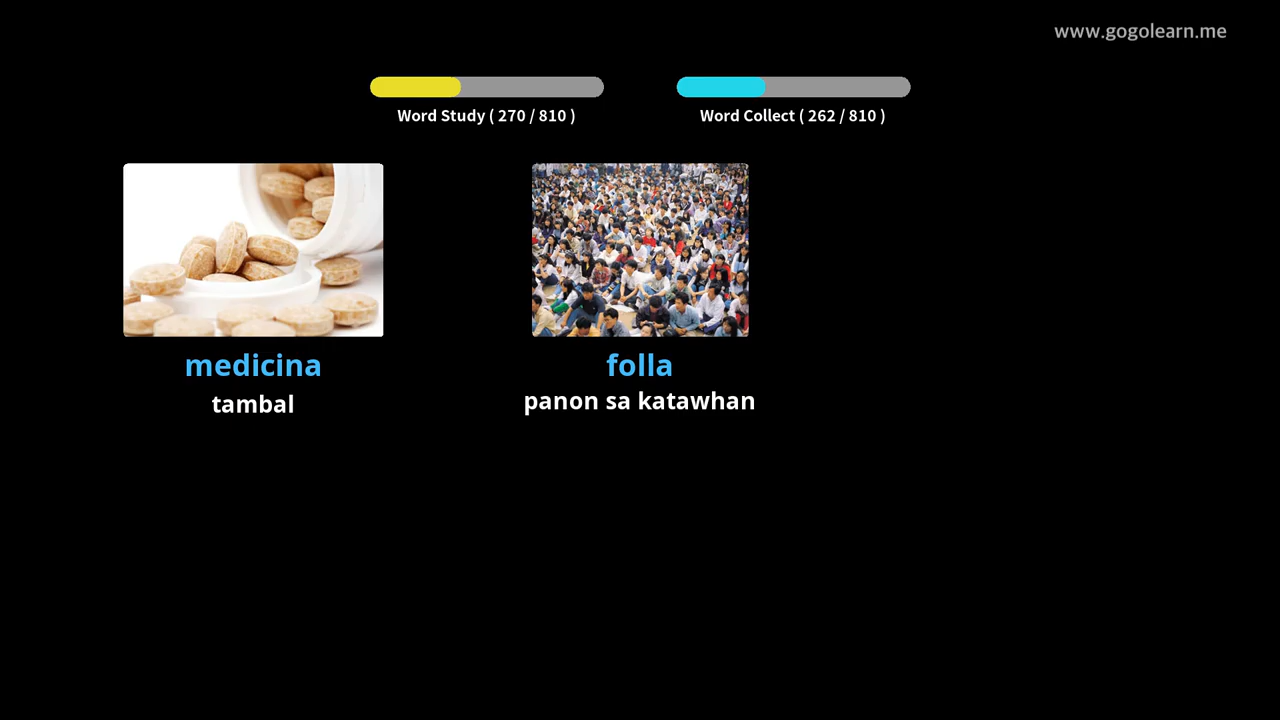 www.gogolearn.me
Word Study ( 270 / 810 )
Word Collect ( 262 / 810 )
medicina
tambal
folla
panon sa katawhan